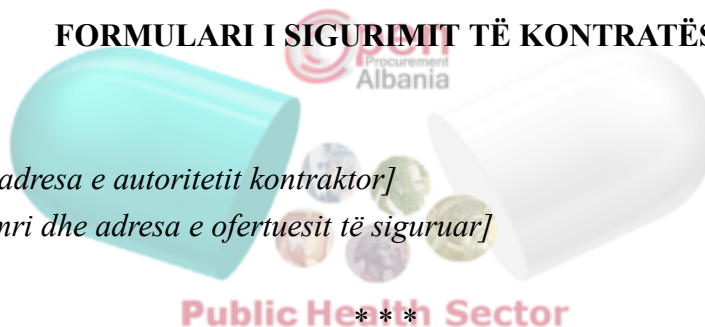 FORMULARI I SIGURIMIT TË KONTRATËS
Open
Procurement
Albania
adresa e autoritetit kontraktor]
mri dhe adresa e ofertuesit të siguruar]
* * *
Public Health Sector